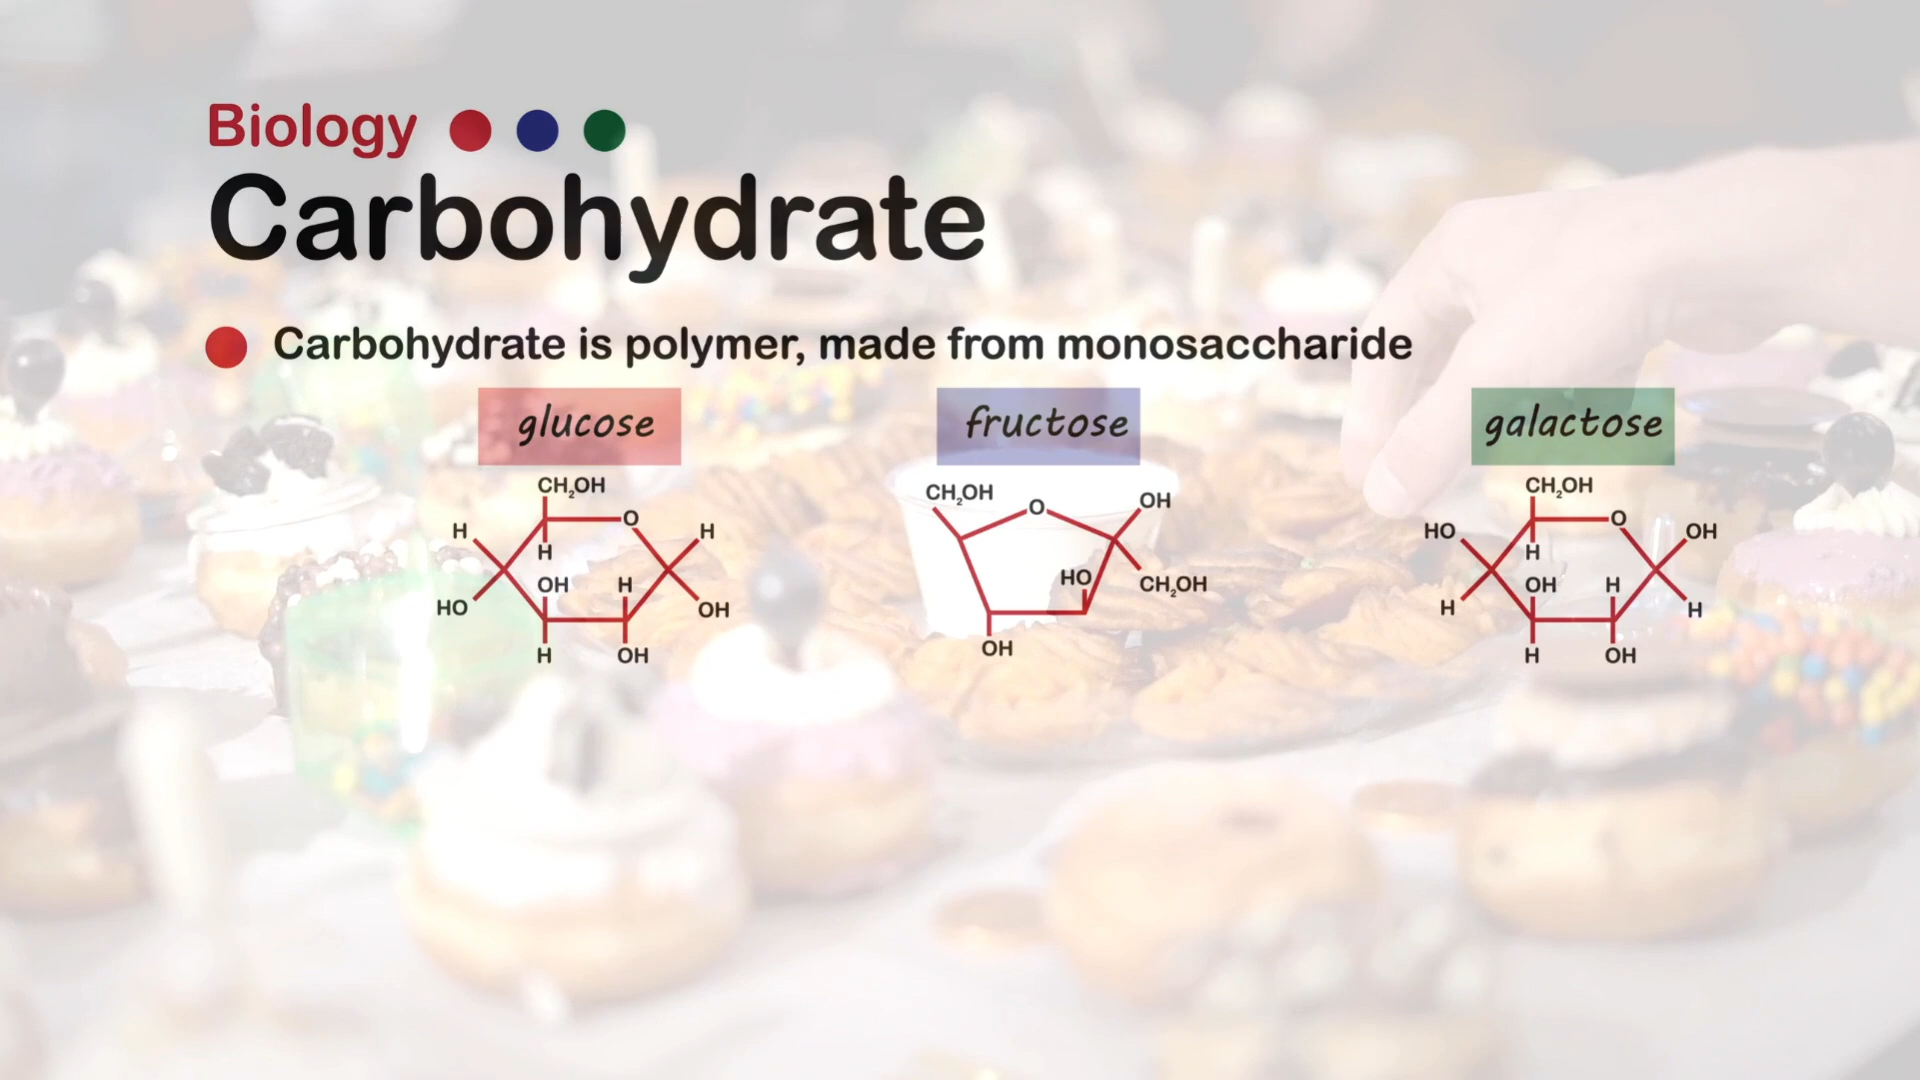 Biology
Carbohydrate
Carbohydrate is polymer, made from monosaccharide
glucose
CH₂OH
O
H
H
H
OH
H
HO
OH
H
OH
fructose
CH₂OH
O
OH
HO
CH₂OH
OH
galactose
CH₂OH
O
HO
OH
H
OH
H
H
H
H
OH